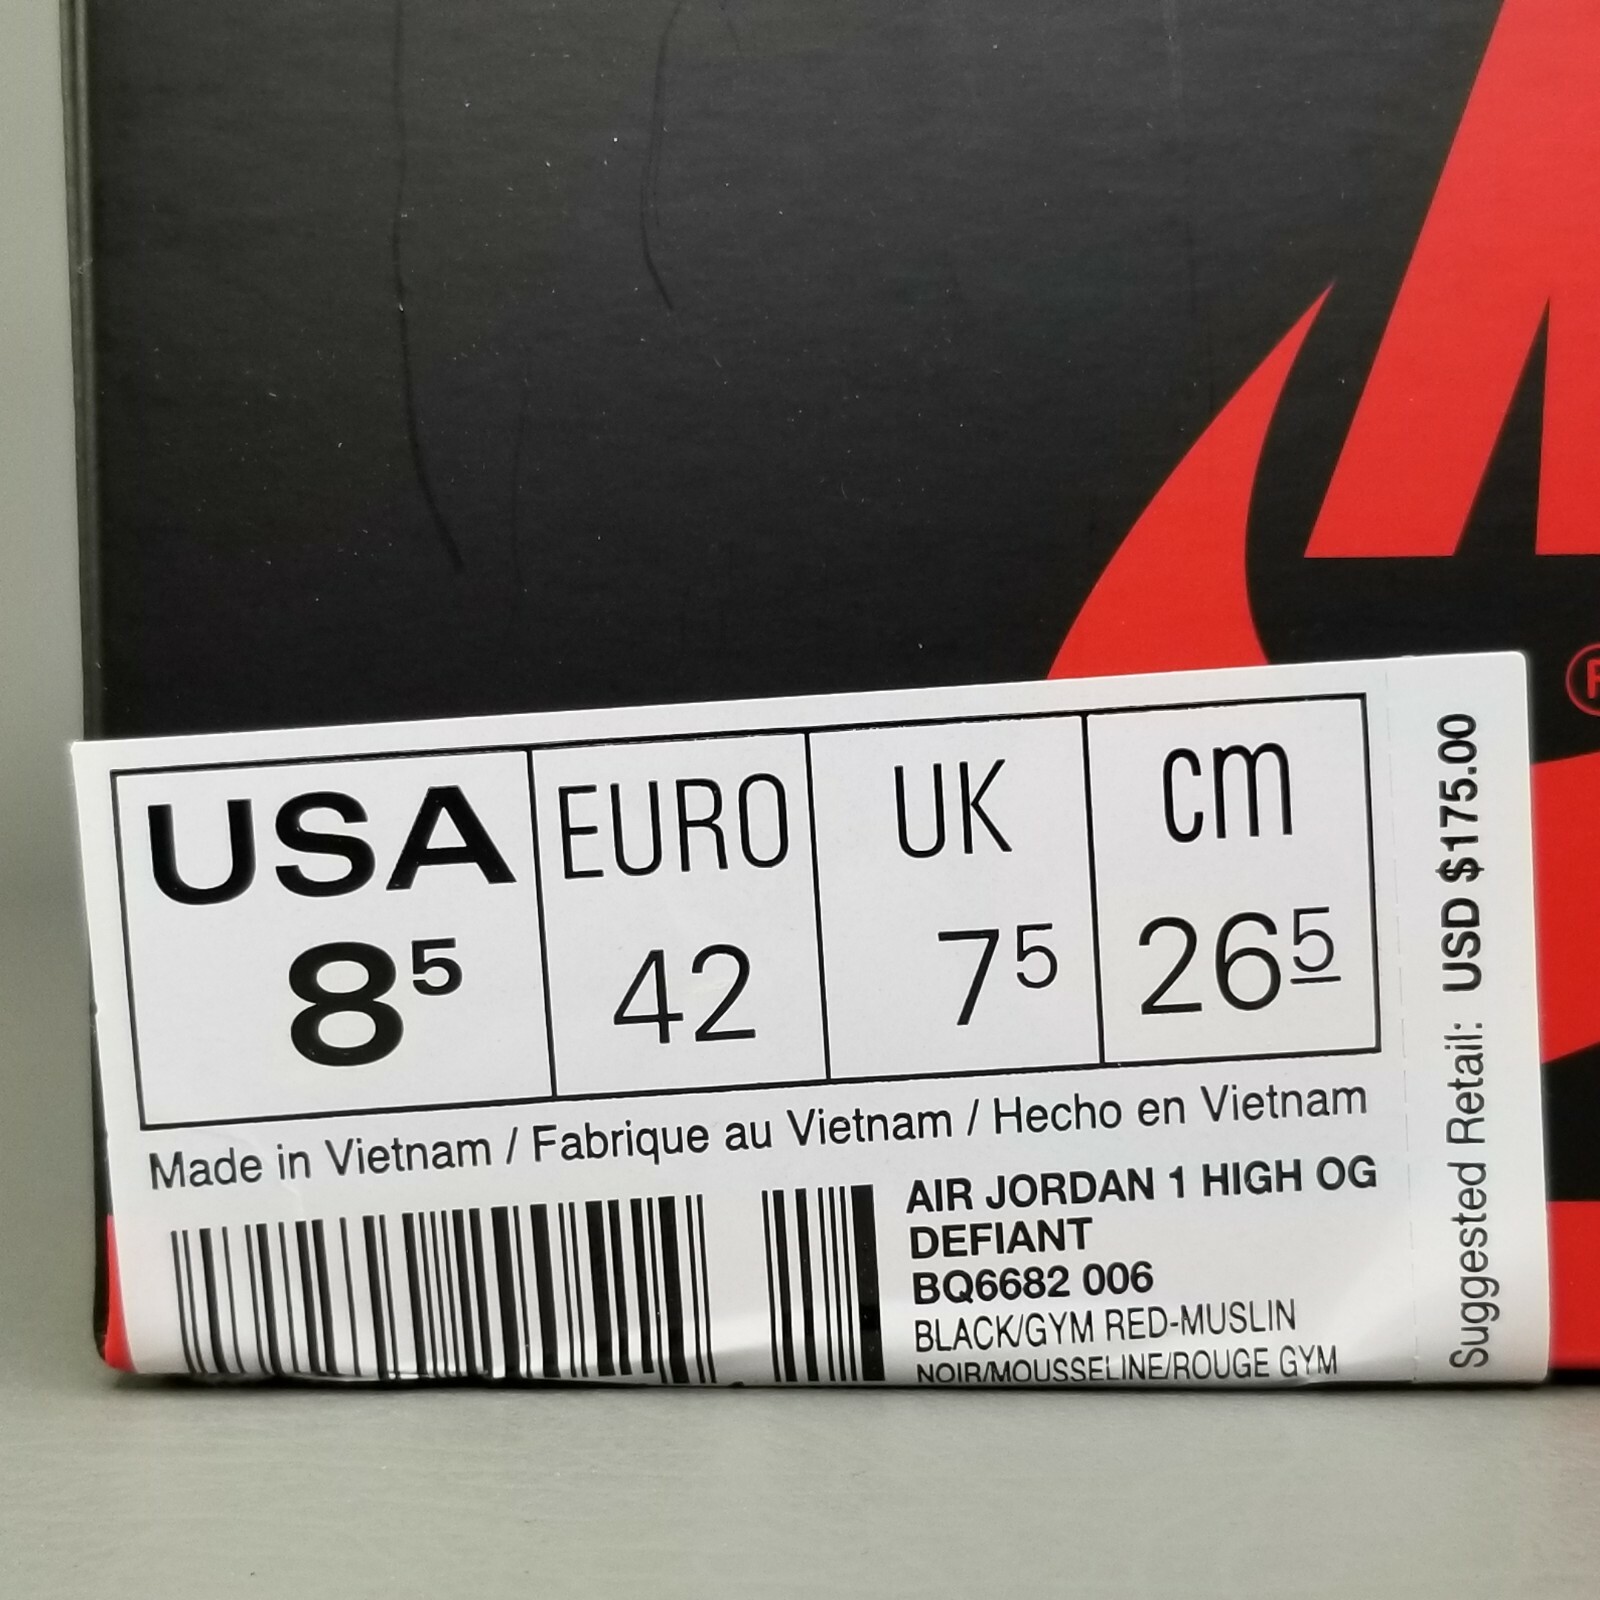 USA EURO UK cm
8⁵ 42 7⁵ 26⁵
Made in Vietnam / Fabrique au Vietnam / Hecho en Vietnam
AIR JORDAN 1 HIGH OG
DEFIANT
BQ6682 006
BLACK/GYM RED-MUSLIN
NOIR/MOUSSELINE/ROUGE GYM
Suggested Retail: USD $175.00
®